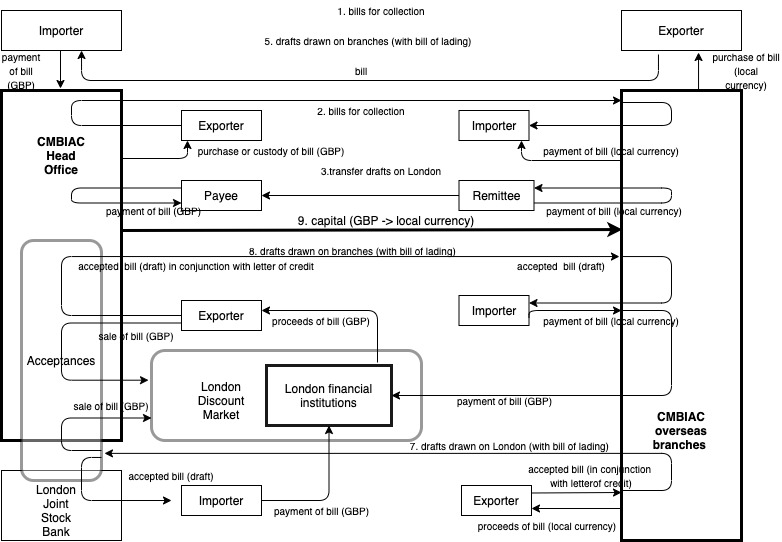 1. bills for collection
Importer
Exporter
5. drafts drawn on branches (with bill of lading)
payment
of bill
(GBP)
bill
purchase of bill
(local
currency)
2. bills for collection
CMBIAC
Head
Office
Exporter
Importer
purchase or custody of bill (GBP)
payment of bill (local currency)
3.transfer drafts on London
Payee
Remittee
payment of bill (GBP)
payment of bill (local currency)
9. capital (GBP -> local currency)
8. drafts drawn on branches (with bill of lading)
accepted bill (draft) in conjunction with letter of credit
accepted bill (draft)
Exporter
Importer
proceeds of bill (GBP)
payment of bill (local currency)
sale of bill (GBP)
Acceptances
London
Discount
Market
London financial
institutions
payment of bill (GBP)
sale of bill (GBP)
CMBIAC
overseas
branches
7. drafts drawn on London (with bill of lading)
accepted bill (draft)
accepted bill (in conjunction
with letterof credit)
London
Joint
Stock
Bank
Importer
Exporter
payment of bill (GBP)
proceeds of bill (local currency)